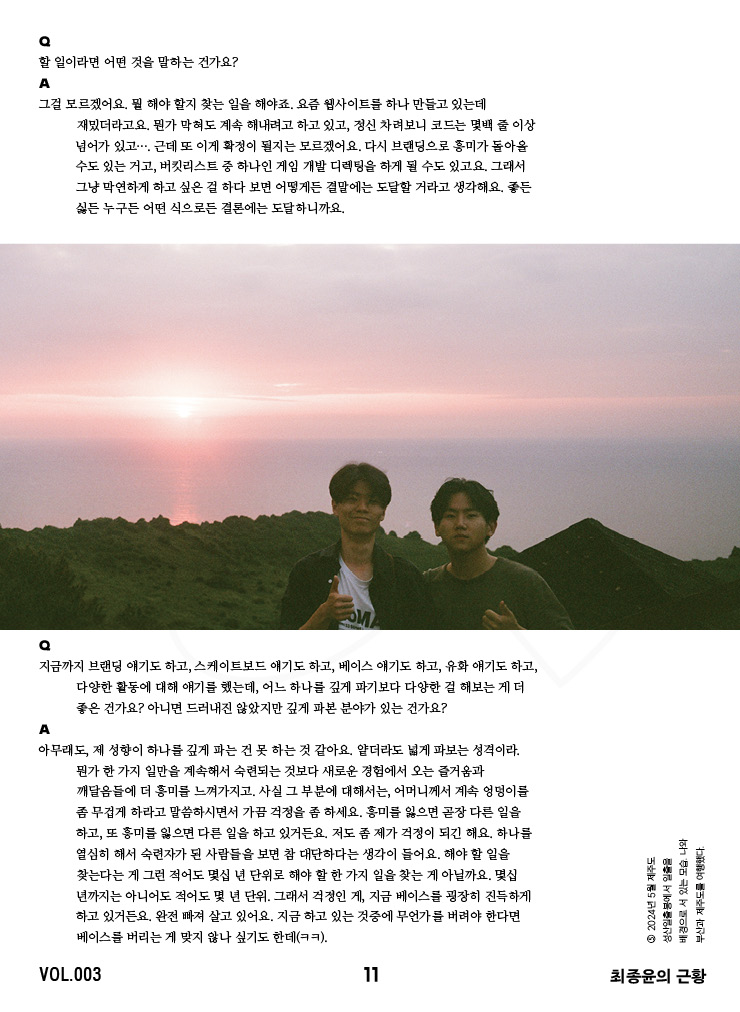 Q
할 일이라면 어떤 것을 말하는 건가요?
A
그걸 모르겠어요. 뭘 해야 할지 찾는 일을 해야죠. 요즘 웹사이트를 하나 만들고 있는데
재밌더라고요. 뭔가 막혀도 계속 해내려고 하고 있고, 정신 차려보니 코드는 몇백 줄 이상
넘어가 있고…. 근데 또 이게 확정이 될지는 모르겠어요. 다시 브랜딩으로 흥미가 돌아올
수도 있는 거고, 버킷리스트 중 하나인 게임 개발 디렉팅을 하게 될 수도 있고요. 그래서
그냥 막연하게 하고 싶은 걸 하다 보면 어떻게든 결말에는 도달할 거라고 생각해요. 좋든
싫든 누구든 어떤 식으로든 결론에는 도달하니까요.
Q
지금까지 브랜딩 얘기도 하고, 스케이트보드 얘기도 하고, 베이스 얘기도 하고, 유화 얘기도 하고,
다양한 활동에 대해 얘기를 했는데, 어느 하나를 깊게 파기보다 다양한 걸 해보는 게 더
좋은 건가요? 아니면 드러내진 않았지만 깊게 파본 분야가 있는 건가요?
A
아무래도, 제 성향이 하나를 깊게 파는 건 못 하는 것 같아요. 얕더라도 넓게 파보는 성격이라.
뭔가 한 가지 일만을 계속해서 숙련되는 것보다 새로운 경험에서 오는 즐거움과
깨달음들에 더 흥미를 느껴가지고. 사실 그 부분에 대해서는, 어머니께서 계속 엉덩이를
좀 무겁게 하라고 말씀하시면서 가끔 걱정을 좀 하세요. 흥미를 잃으면 곧장 다른 일을
하고, 또 흥미를 잃으면 다른 일을 하고 있거든요. 저도 좀 제가 걱정이 되긴 해요. 하나를
열심히 해서 숙련자가 된 사람들을 보면 참 대단하다는 생각이 들어요. 해야 할 일을
찾는다는 게 그런 적어도 몇십 년 단위로 해야 할 한 가지 일을 찾는 게 아닐까요. 몇십
년까지는 아니어도 적어도 몇 년 단위. 그래서 걱정인 게, 지금 베이스를 굉장히 진득하게
하고 있거든요. 완전 빠져 살고 있어요. 지금 하고 있는 것중에 무언가를 버려야 한다면
베이스를 버리는 게 맞지 않나 싶기도 한데(ㅋㅋ).
⑤ 2024년 5월 제주도
성산일출봉에서 일출을
배경으로 서 있는 모습. 나와
부산과 제주도를 여행했다.
VOL.003
11
최종윤의 근황